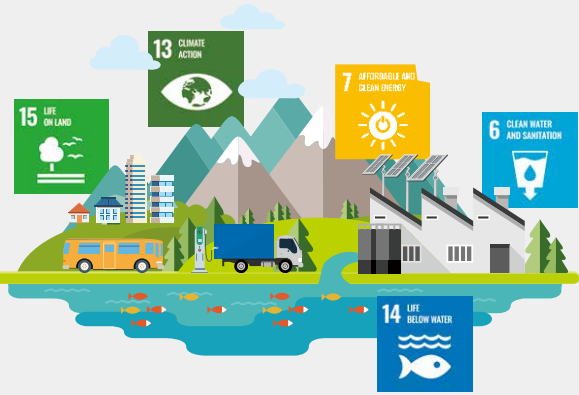 13 CLIMATE
ACTION
7 AFFORDABLE AND
CLEAN ENERGY
15 LIFE
ON LAND
6 CLEAN WATER
AND SANITATION
14 LIFE
BELOW WATER